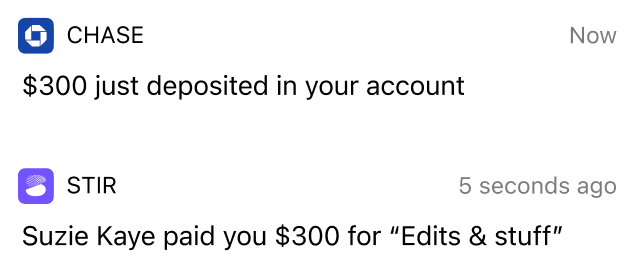 CHASE Now
$300 just deposited in your account
STIR 5 seconds ago
Suzie Kaye paid you $300 for “Edits & stuff”